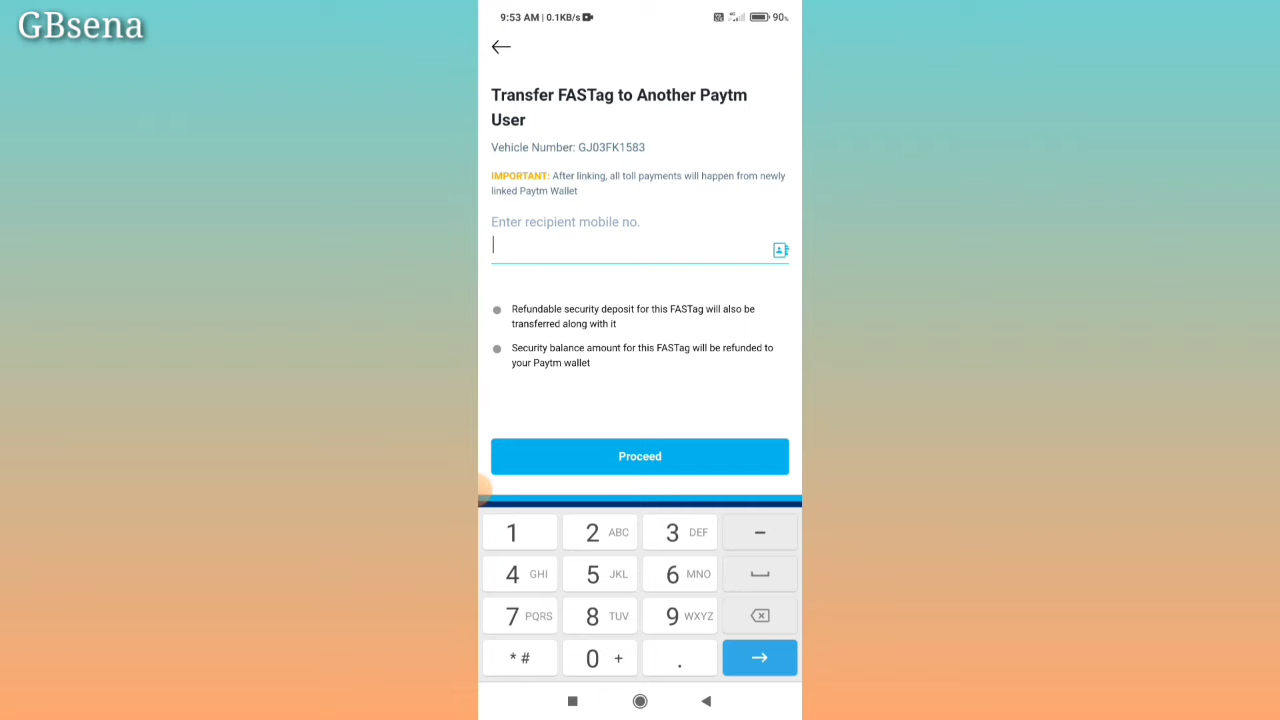 GBsena
9:53 AM | 0.1KB/s
90%
Transfer FASTag to Another Paytm
User
Vehicle Number: GJ03FK1583
IMPORTANT: After linking, all toll payments will happen from newly
linked Paytm Wallet
Enter recipient mobile no.
Refundable security deposit for this FASTag will also be
transferred along with it
Security balance amount for this FASTag will be refunded to
your Paytm wallet
Proceed
1 2 ABC 3 DEF -
4 GHI 5 JKL 6 MNO
7 PQRS 8 TUV 9 WXYZ
* # 0 + .